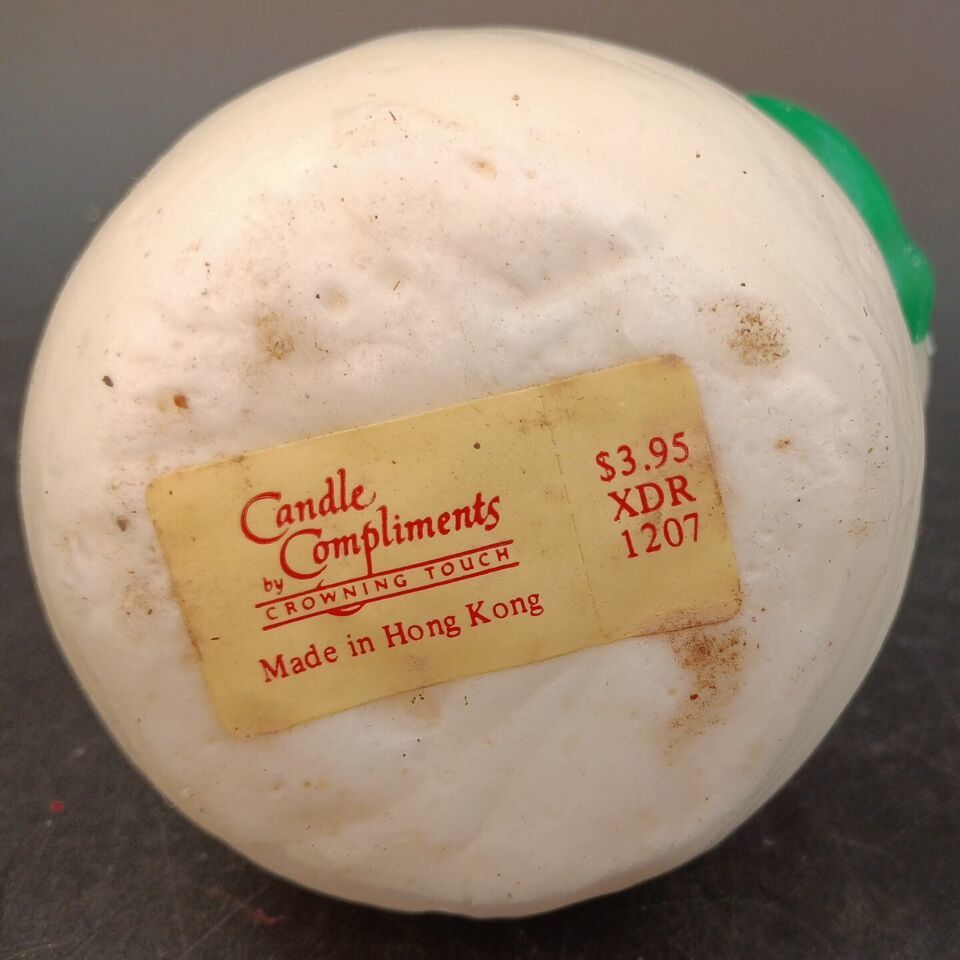 Candle
Compliments
by
CROWNING TOUCH
Made in Hong Kong
$3.95
XDR
1207